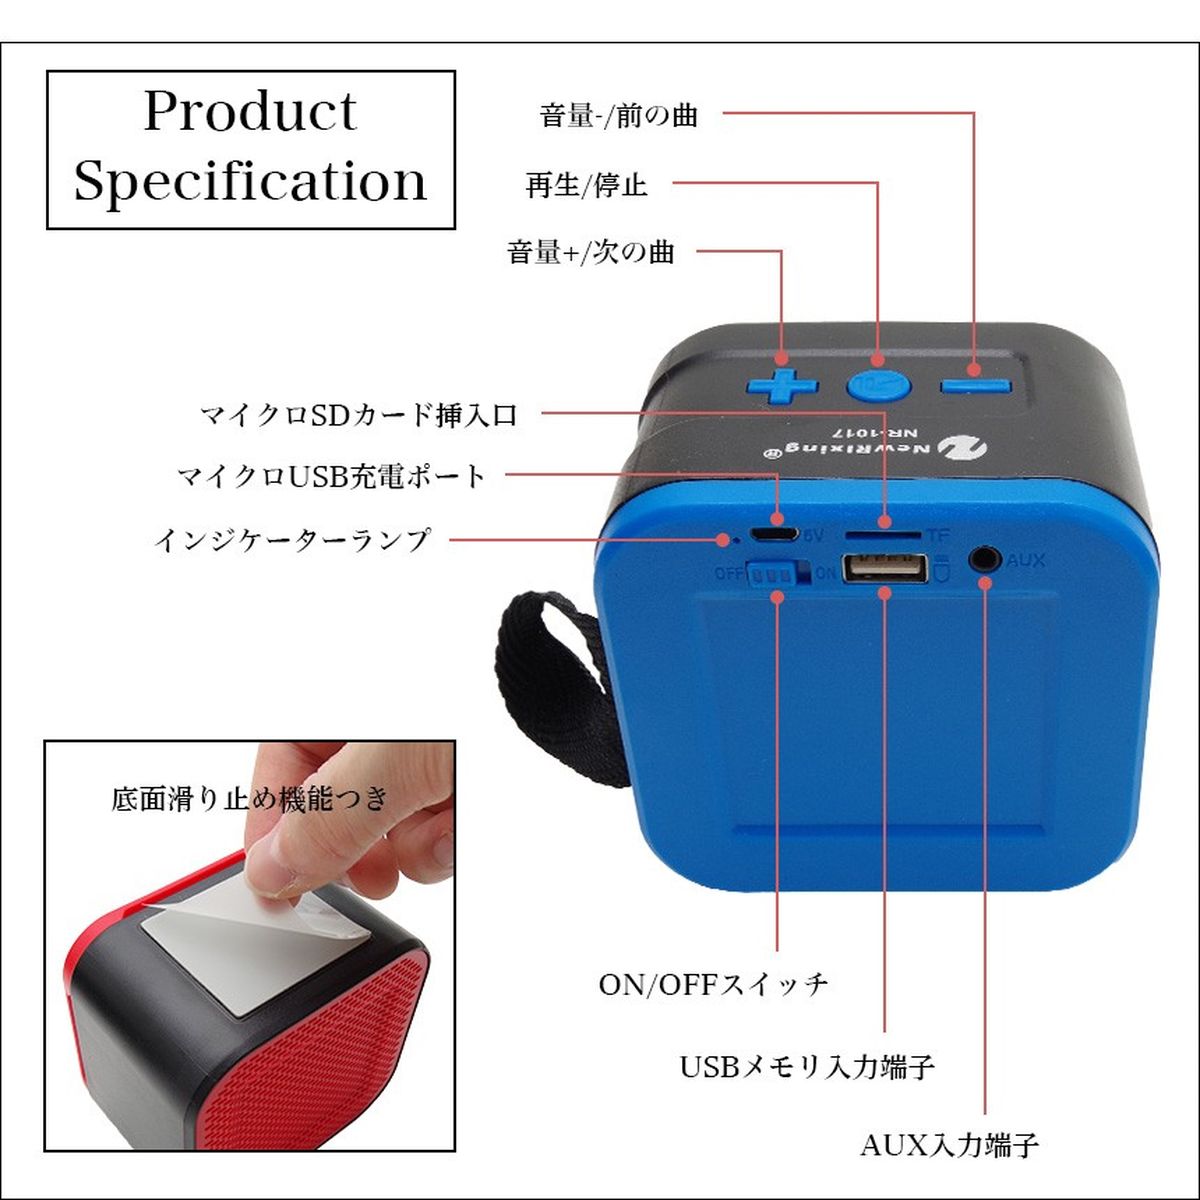 Product
Specification
音量-/前の曲
再生/停止
音量+/次の曲
マイクロSDカード挿入口
マイクロUSB充電ポート
インジケーターランプ
NewRixing®
NR-1017
5V
TF
OFF
ON
AUX
底面滑り止め機能つき
ON/OFFスイッチ
USBメモリ入力端子
AUX入力端子